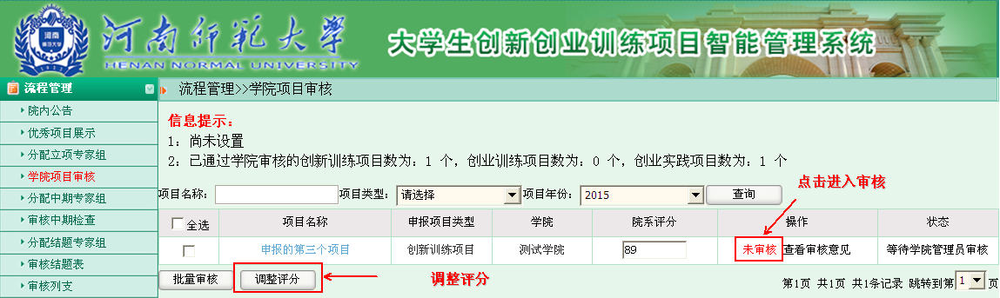 河南师范大学
HENAN NORMAL UNIVERSITY
大学生创新创业训练项目智能管理系统
流程管理
院内公告
优秀项目展示
分配立项专家组
学院项目审核
分配中期专家组
审核中期检查
分配结题专家组
审核结题表
审核列支
流程管理>>学院项目审核
信息提示：
1：尚未设置
2：已通过学院审核的创新训练项目数为：1 个，创业训练项目数为：0 个，创业实践项目数为：1 个
点击进入审核
项目名称： 项目类型： 请选择 项目年份： 2015 查询
全选 项目名称 申报项目类型 学院 院系评分 操作 状态
申报的第三个项目 创新训练项目 测试学院 89 未审核 查看审核意见 等待学院管理员审核
批量审核 调整评分 调整评分 第1页 共1页 共1条记录 跳转到第 1 页